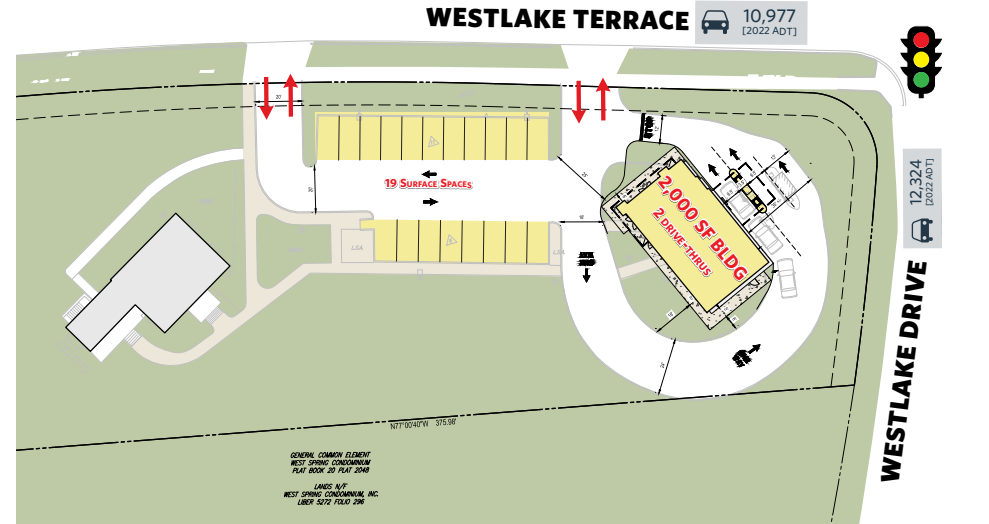 WESTLAKE TERRACE
10,977
[2022 ADT]
12,324
[2022 ADT]
WESTLAKE DRIVE
19 SURFACE SPACES
2,000 SF BLDG
2 DRIVE-THRUS
LSA
N77°00'40"W 375.98'
GENERAL COMMON ELEMENT
WEST SPRING CONDOMINIUM
PLAT BOOK 20 PLAT 2048
LANDS N/F
WEST SPRING CONDOMINIUM, INC.
LIBER 5272 FOLIO 296